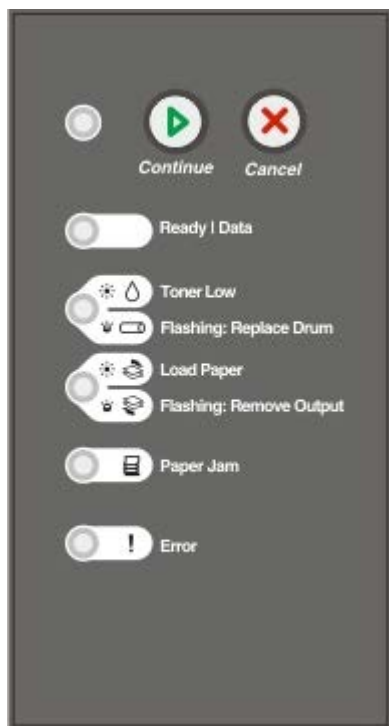 Continue
Cancel
Ready | Data
Toner Low
Flashing: Replace Drum
Load Paper
Flashing: Remove Output
Paper Jam
! Error